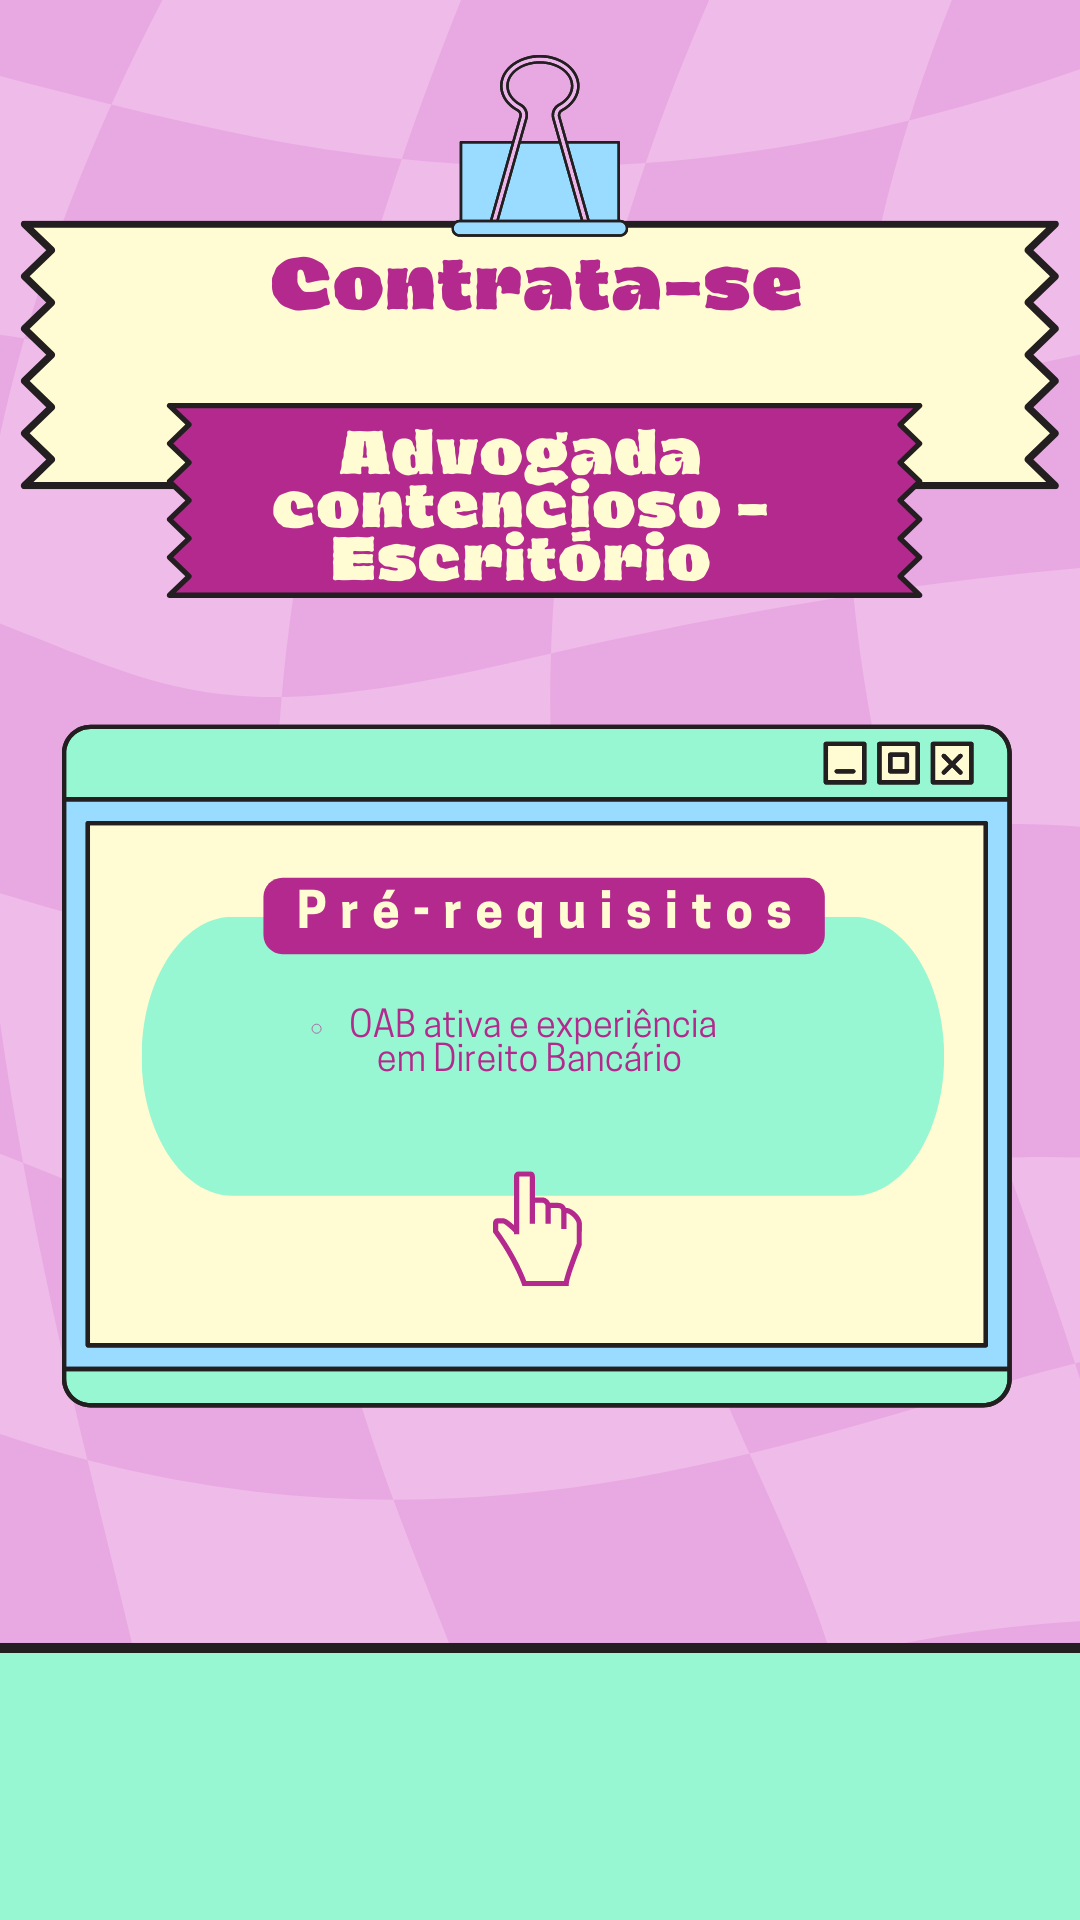 Contrata-se
Advogada
contencioso -
Escritório
Pré-requisitos
OAB ativa e experiência
em Direito Bancário